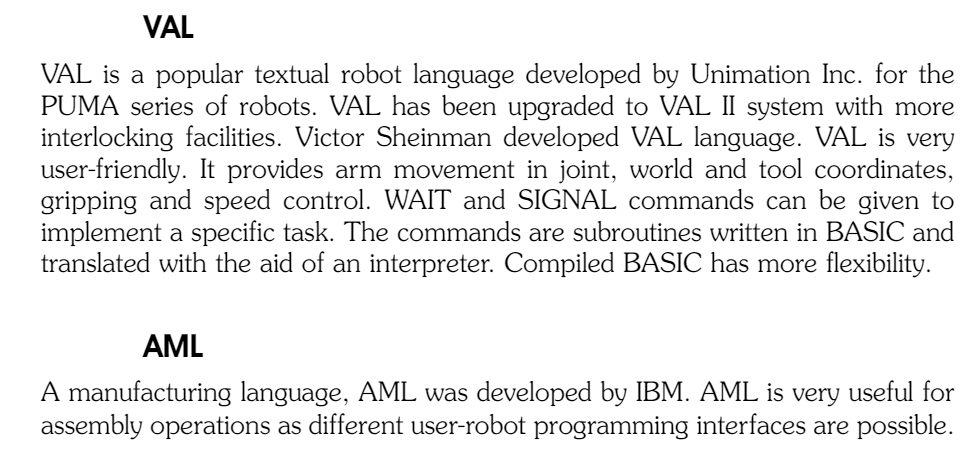 VAL
VAL is a popular textual robot language developed by Unimation Inc. for the
PUMA series of robots. VAL has been upgraded to VAL II system with more
interlocking facilities. Victor Sheinman developed VAL language. VAL is very
user-friendly. It provides arm movement in joint, world and tool coordinates,
gripping and speed control. WAIT and SIGNAL commands can be given to
implement a specific task. The commands are subroutines written in BASIC and
translated with the aid of an interpreter. Compiled BASIC has more flexibility.
AML
A manufacturing language, AML was developed by IBM. AML is very useful for
assembly operations as different user-robot programming interfaces are possible.